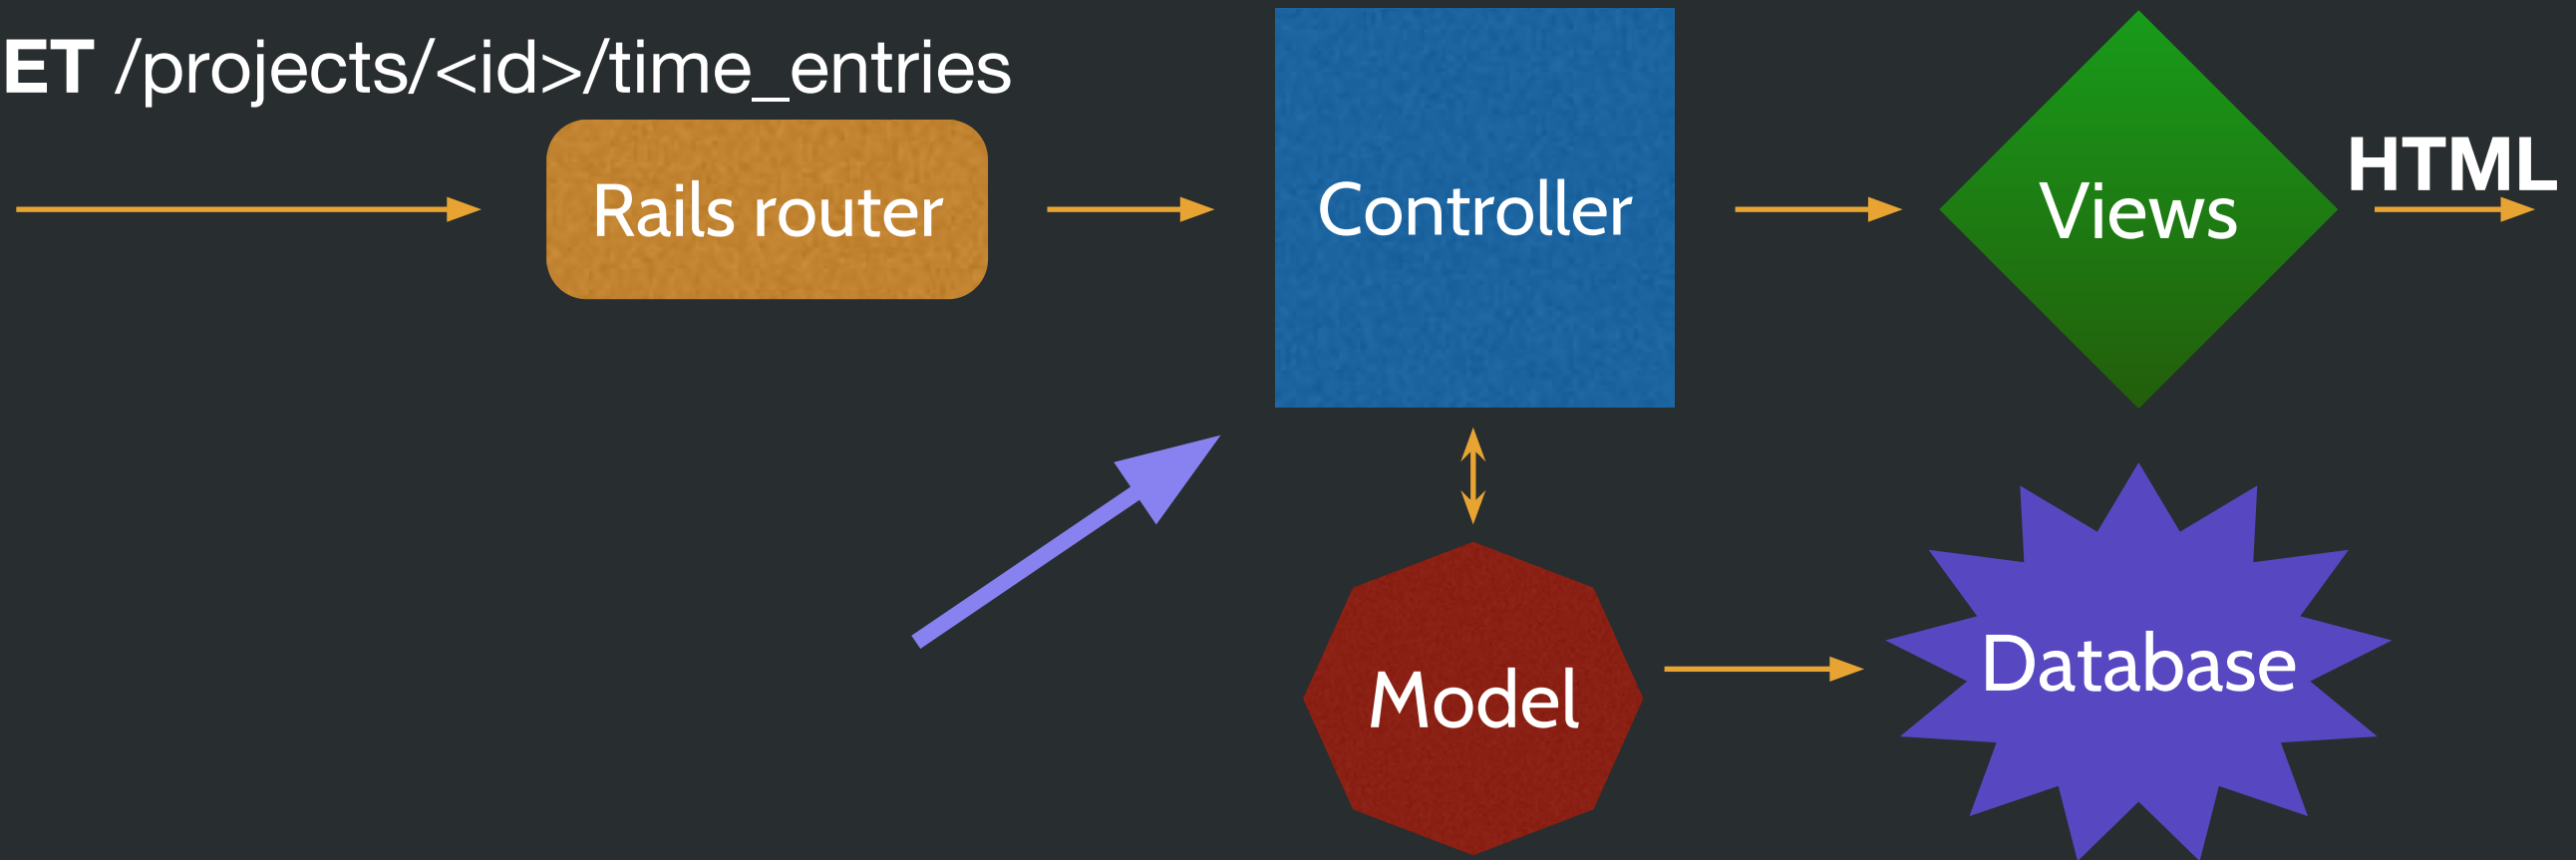 ET /projects/<id>/time_entries
Rails router
Controller
Views
HTML
Model
Database